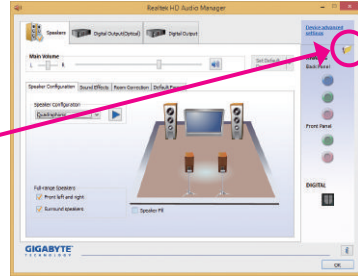 Realtek HD Audio Manager
Speakers
Digital Output(Optical)
Digital Output
Device advanced
settings
Main Volume
L
R
Set Default
Back Panel
Speaker Configuration
Sound Effects
Room Correction
Default Format
Speaker Configuration
Quadraphonic
Front Panel
Full-range Speakers
Front left and right
Surround speakers
Speaker Fill
DIGITAL
GIGABYTE
TECHNOLOGY
OK